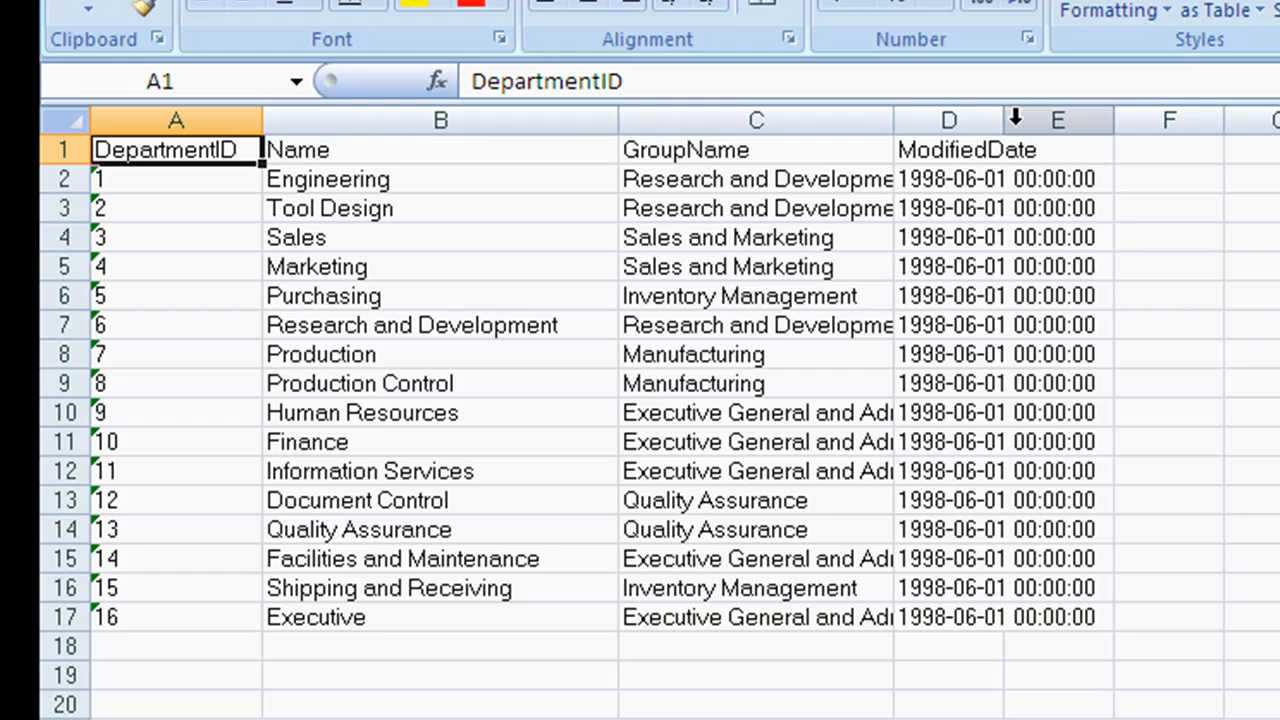 Formatting as Table
Clipboard Font Alignment Number Styles
A1 fx DepartmentID
A B C D E F
1 DepartmentID Name GroupName ModifiedDate
2 1 Engineering Research and Developme 1998-06-01 00:00:00
3 2 Tool Design Research and Developme 1998-06-01 00:00:00
4 3 Sales Sales and Marketing 1998-06-01 00:00:00
5 4 Marketing Sales and Marketing 1998-06-01 00:00:00
6 5 Purchasing Inventory Management 1998-06-01 00:00:00
7 6 Research and Development Research and Developme 1998-06-01 00:00:00
8 7 Production Manufacturing 1998-06-01 00:00:00
9 8 Production Control Manufacturing 1998-06-01 00:00:00
10 9 Human Resources Executive General and Ad 1998-06-01 00:00:00
11 10 Finance Executive General and Ad 1998-06-01 00:00:00
12 11 Information Services Executive General and Ad 1998-06-01 00:00:00
13 12 Document Control Quality Assurance 1998-06-01 00:00:00
14 13 Quality Assurance Quality Assurance 1998-06-01 00:00:00
15 14 Facilities and Maintenance Executive General and Ad 1998-06-01 00:00:00
16 15 Shipping and Receiving Inventory Management 1998-06-01 00:00:00
17 16 Executive Executive General and Ad 1998-06-01 00:00:00
18
19
20